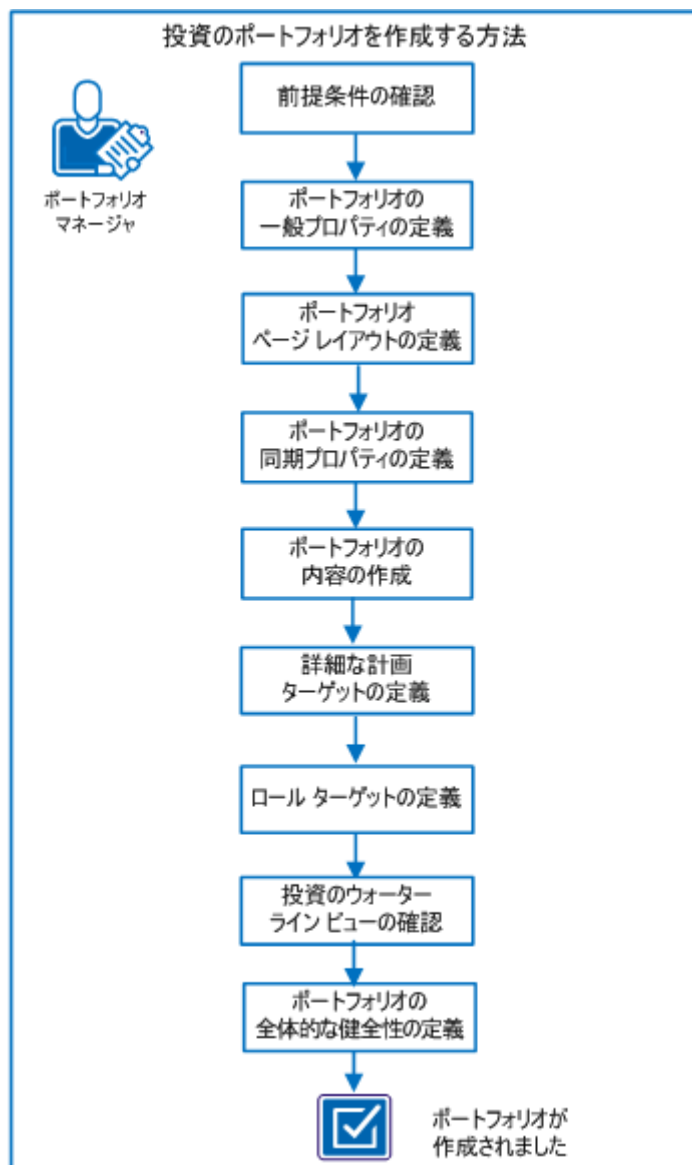 投資のポートフォリオを作成する方法
前提条件の確認
ポートフォリオ
マネージャ
ポートフォリオの
一般プロパティの定義
ポートフォリオ
ページ レイアウトの定義
ポートフォリオの
同期プロパティの定義
ポートフォリオの
内容の作成
詳細な計画
ターゲットの定義
ロール ターゲットの定義
投資のウォーター
ライン ビューの確認
ポートフォリオの
全体的な健全性の定義
ポートフォリオが
作成されました